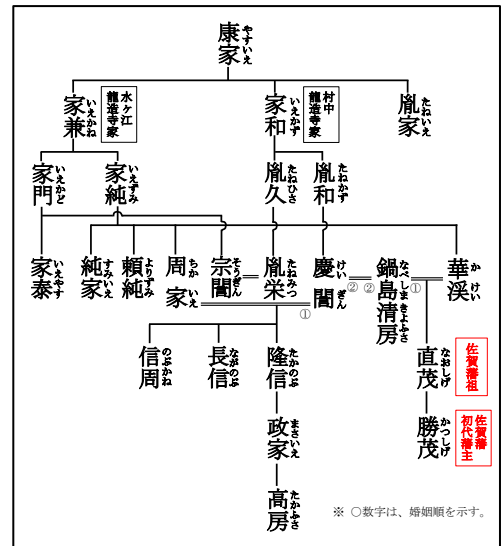 康家
やすいえ
胤家
たねいえ
村中
龍造寺家
家和
いえかず
水ヶ江
龍造寺家
家兼
いえかね
胤和
たねかず
胤久
たねひさ
家純
いえずみ
家門
いえかど
華渓
かけい
①
鍋島清房
なべしまきよふさ
②
②
慶誾
けいぎん
①
胤栄
たねみつ
宗誾
そうぎん
周家
ちかいえ
頼純
よりずみ
純家
すみいえ
家泰
いえやす
佐賀藩祖
直茂
なおしげ
隆信
たかのぶ
長信
ながのぶ
信周
のぶかね
佐賀藩
初代藩主
勝茂
かつしげ
政家
まさいえ
高房
たかふさ
※ ○数字は、婚姻順を示す。